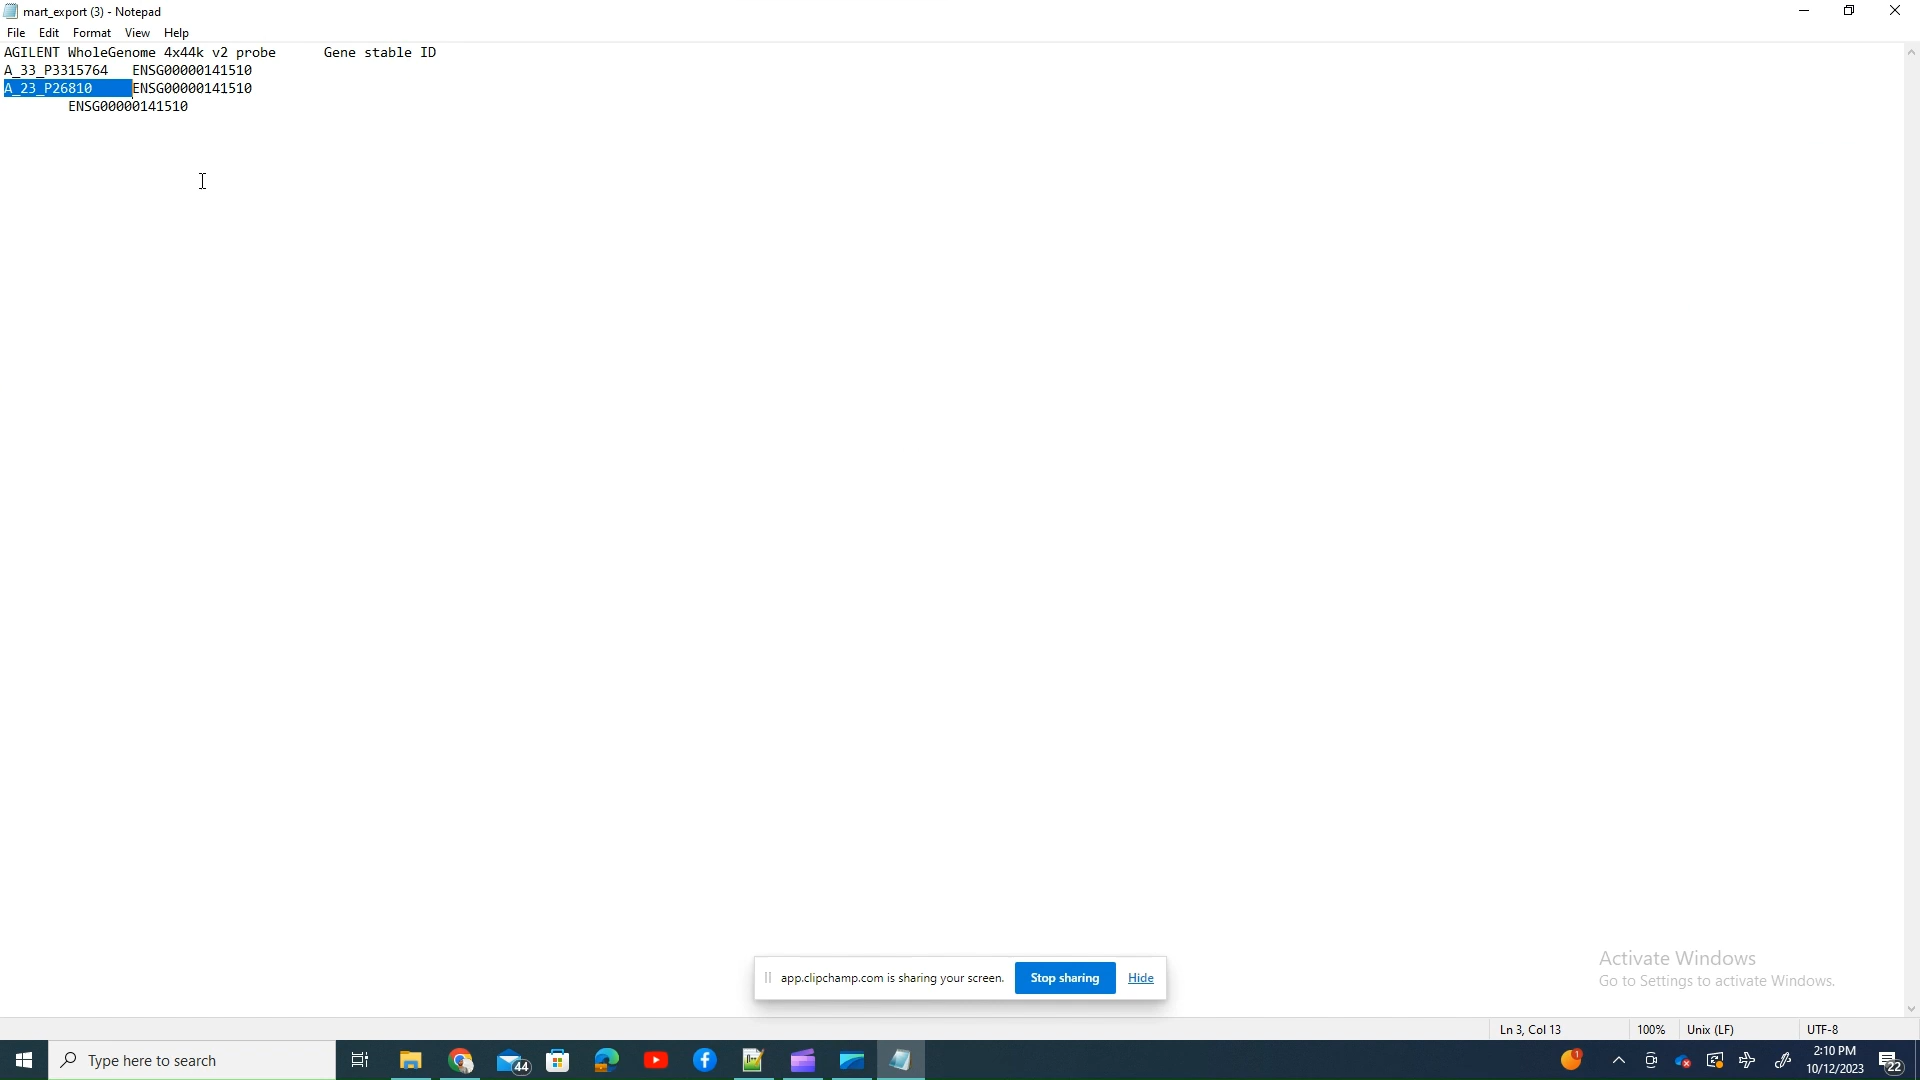 mart_export (3) - Notepad
File Edit Format View Help
AGILENT WholeGenome 4x44k v2 probe Gene stable ID
A_33_P3315764 ENSG00000141510
A_23_P26810 ENSG00000141510
ENSG00000141510
app.clipchamp.com is sharing your screen. Stop sharing Hide
Activate Windows
Go to Settings to activate Windows.
Ln 3, Col 13 100% Unix (LF) UTF-8
Type here to search 44 1 2:10 PM
10/12/2023 22